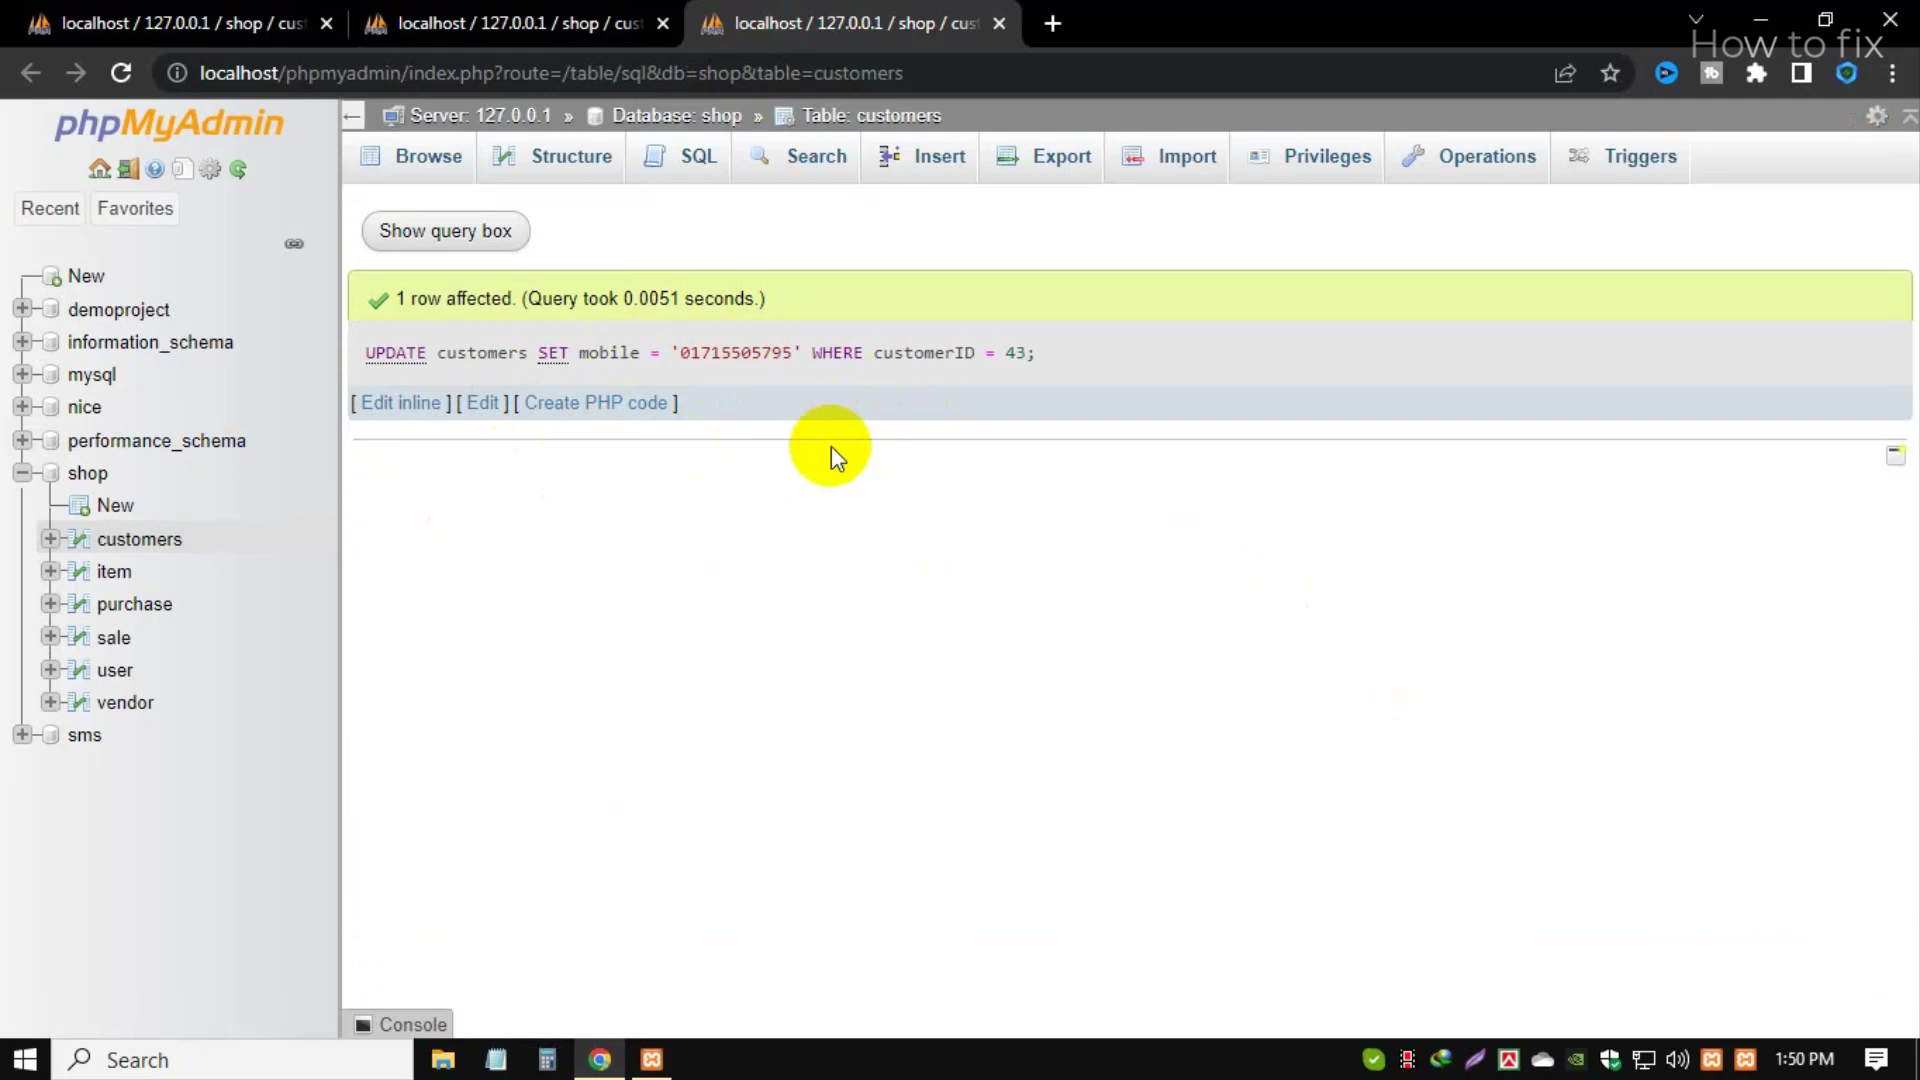 localhost / 127.0.0.1 / shop / cus
localhost / 127.0.0.1 / shop / cus
localhost / 127.0.0.1 / shop / cus
How to fix
localhost/phpmyadmin/index.php?route=/table/sql&db=shop&table=customers
phpMyAdmin
Server: 127.0.0.1 » Database: shop » Table: customers
Browse Structure SQL Search Insert Export Import Privileges Operations Triggers
Recent Favorites
Show query box
New
demoproject
information_schema
mysql
nice
performance_schema
shop
New
customers
item
purchase
sale
user
vendor
sms
1 row affected. (Query took 0.0051 seconds.)
UPDATE customers SET mobile = '01715505795' WHERE customerID = 43;
[ Edit inline ] [ Edit ] [ Create PHP code ]
Console
Search
1:50 PM